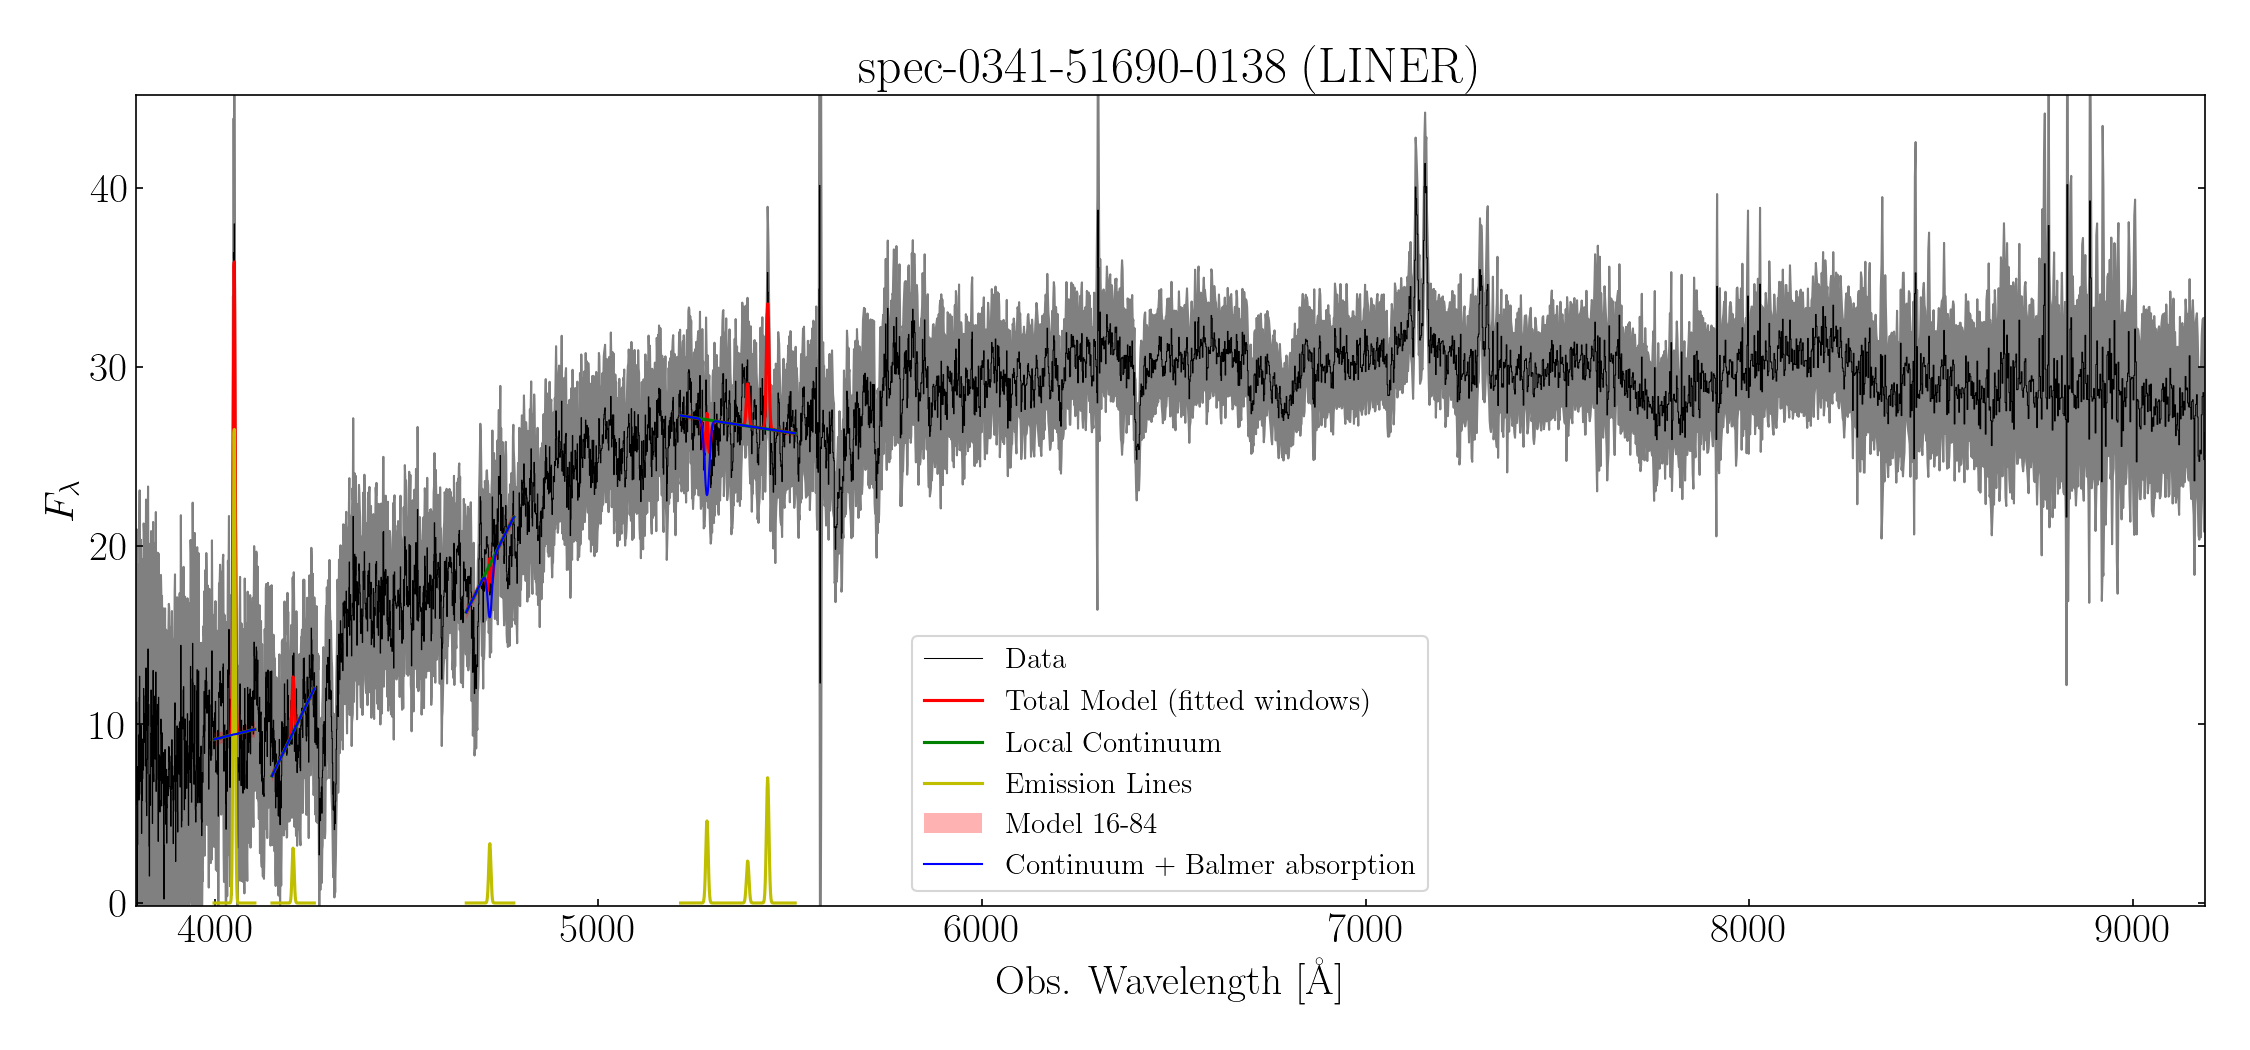 spec-0341-51690-0138 (LINER)
40
30
20
10
0
F_λ
4000 5000 6000 7000 8000 9000
Obs. Wavelength [Å]
Data
Total Model (fitted windows)
Local Continuum
Emission Lines
Model 16-84
Continuum + Balmer absorption